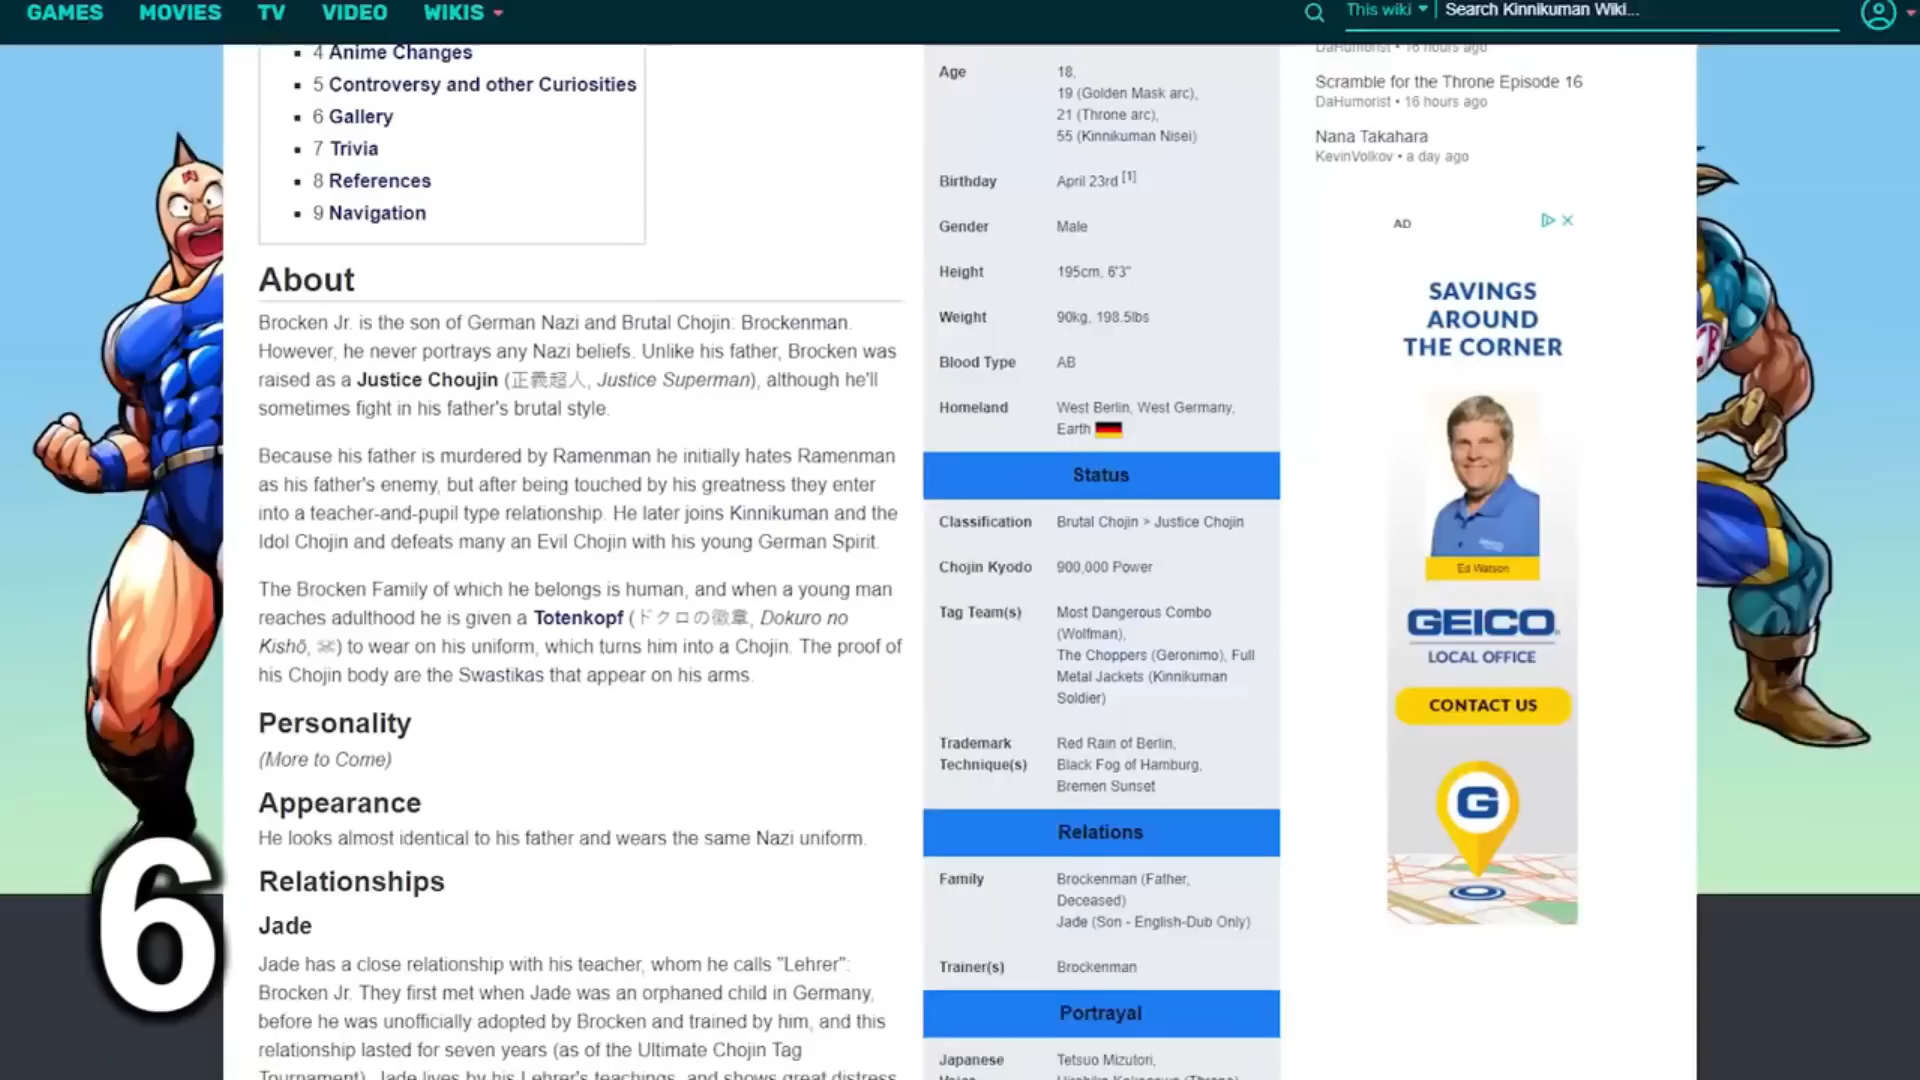 GAMES MOVIES TV VIDEO WIKIS
This wiki Search Kinnikuman Wiki...
4 Anime Changes
5 Controversy and other Curiosities
6 Gallery
7 Trivia
8 References
9 Navigation
About
Brocken Jr. is the son of German Nazi and Brutal Chojin: Brockenman.
However, he never portrays any Nazi beliefs. Unlike his father, Brocken was
raised as a Justice Choujin (正義超人, Justice Superman), although he'll
sometimes fight in his father's brutal style.
Because his father is murdered by Ramenman he initially hates Ramenman
as his father's enemy, but after being touched by his greatness they enter
into a teacher-and-pupil type relationship. He later joins Kinnikuman and the
Idol Chojin and defeats many an Evil Chojin with his young German Spirit.
The Brocken Family of which he belongs is human, and when a young man
reaches adulthood he is given a Totenkopf (ドクロの徽章, Dokuro no
Kishō, ☠) to wear on his uniform, which turns him into a Chojin. The proof of
his Chojin body are the Swastikas that appear on his arms.
Personality
(More to Come)
Appearance
He looks almost identical to his father and wears the same Nazi uniform.
Relationships
Jade
Jade has a close relationship with his teacher, whom he calls "Lehrer":
Brocken Jr. They first met when Jade was an orphaned child in Germany,
before he was unofficially adopted by Brocken and trained by him, and this
relationship lasted for seven years (as of the Ultimate Chojin Tag
Tournament). Jade lives by his Lehrer's teachings, and shows great distress
6
Age 18,
19 (Golden Mask arc),
21 (Throne arc),
55 (Kinnikuman Nisei)
Birthday April 23rd [1]
Gender Male
Height 195cm, 6'3"
Weight 90kg, 198.5lbs
Blood Type AB
Homeland West Berlin, West Germany,
Earth
Status
Classification Brutal Chojin > Justice Chojin
Chojin Kyodo 900,000 Power
Tag Team(s) Most Dangerous Combo
(Wolfman),
The Choppers (Geronimo), Full
Metal Jackets (Kinnikuman
Soldier)
Trademark Red Rain of Berlin,
Technique(s) Black Fog of Hamburg,
Bremen Sunset
Relations
Family Brockenman (Father,
Deceased)
Jade (Son - English-Dub Only)
Trainer(s) Brockenman
Portrayal
Japanese Tetsuo Mizutori,
DaHumorist • 16 hours ago
Scramble for the Throne Episode 16
DaHumorist • 16 hours ago
Nana Takahara
KevinVolkov • a day ago
AD
SAVINGS
AROUND
THE CORNER
Ed Watson
GEICO
LOCAL OFFICE
CONTACT US
G